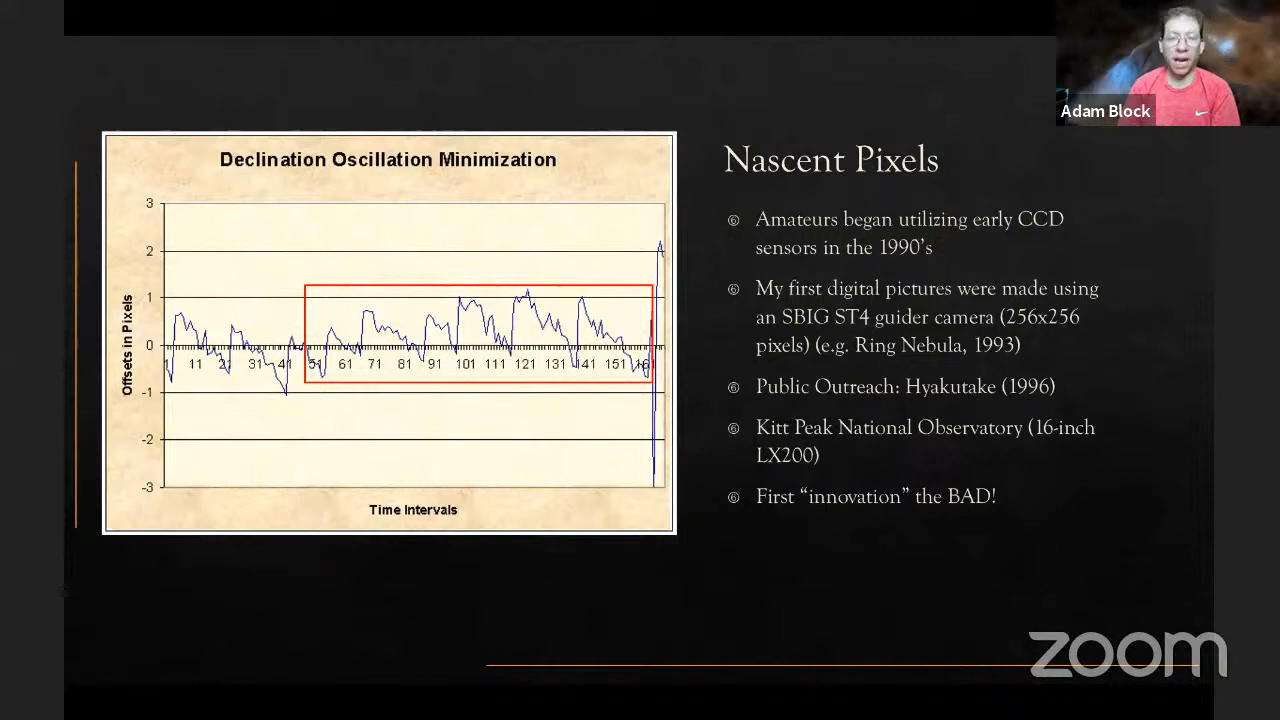 Adam Block
Declination Oscillation Minimization
3
2
1
0
-1
-2
-3
Offsets in Pixels
1 11 21 31 41 51 61 71 81 91 101 111 121 131 141 151 161
Time Intervals
Nascent Pixels
Amateurs began utilizing early CCD
sensors in the 1990’s
My first digital pictures were made using
an SBIG ST4 guider camera (256x256
pixels) (e.g. Ring Nebula, 1993)
Public Outreach: Hyakutake (1996)
Kitt Peak National Observatory (16-inch
LX200)
First “innovation” the BAD!
zoom